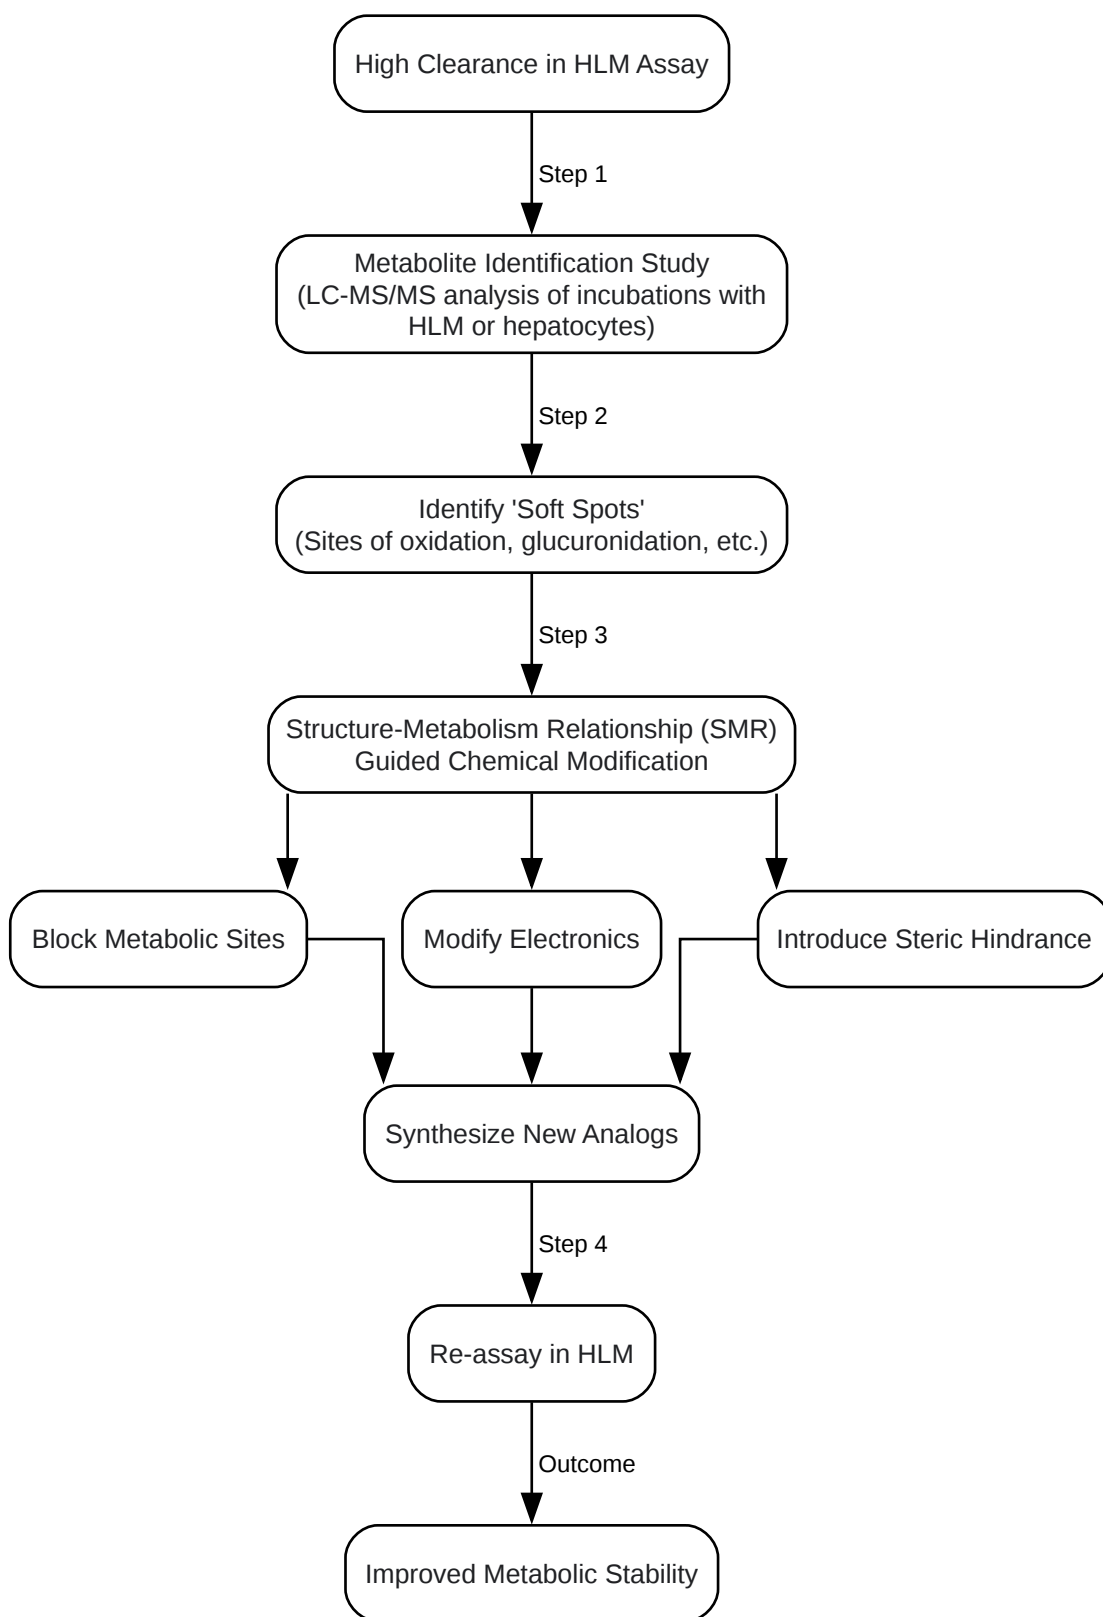 High Clearance in HLM Assay
Step 1
Metabolite Identification Study
(LC-MS/MS analysis of incubations with
HLM or hepatocytes)
Step 2
Identify 'Soft Spots'
(Sites of oxidation, glucuronidation, etc.)
Step 3
Structure-Metabolism Relationship (SMR)
Guided Chemical Modification
Block Metabolic Sites
Modify Electronics
Introduce Steric Hindrance
Synthesize New Analogs
Step 4
Re-assay in HLM
Outcome
Improved Metabolic Stability